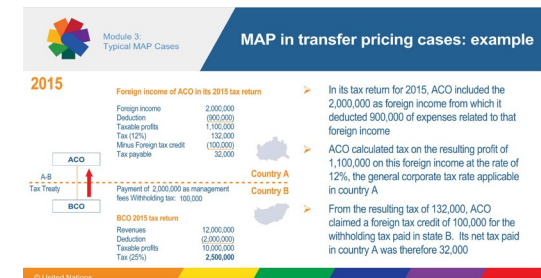 Module 3:
Typical MAP Cases
MAP in transfer pricing cases: example
2015
Foreign income of ACO in its 2015 tax return
Foreign income 2,000,000
Deduction (900,000)
Taxable profits 1,100,000
Tax (12%) 132,000
Minus Foreign tax credit (100,000)
Tax payable 32,000
ACO
Country A
A-B
Tax Treaty
Country B
BCO
Payment of 2,000,000 as management
fees Withholding tax: 100,000
BCO 2015 tax return
Revenues 12,000,000
Deduction (2,000,000)
Taxable profits 10,000,000
Tax (25%) 2,500,000
➢ In its tax return for 2015, ACO included the
2,000,000 as foreign income from which it
deducted 900,000 of expenses related to that
foreign income
➢ ACO calculated tax on the resulting profit of
1,100,000 on this foreign income at the rate of
12%, the general corporate tax rate applicable
in country A
➢ From the resulting tax of 132,000, ACO
claimed a foreign tax credit of 100,000 for the
withholding tax paid in state B. Its net tax paid
in country A was therefore 32,000
© United Nations